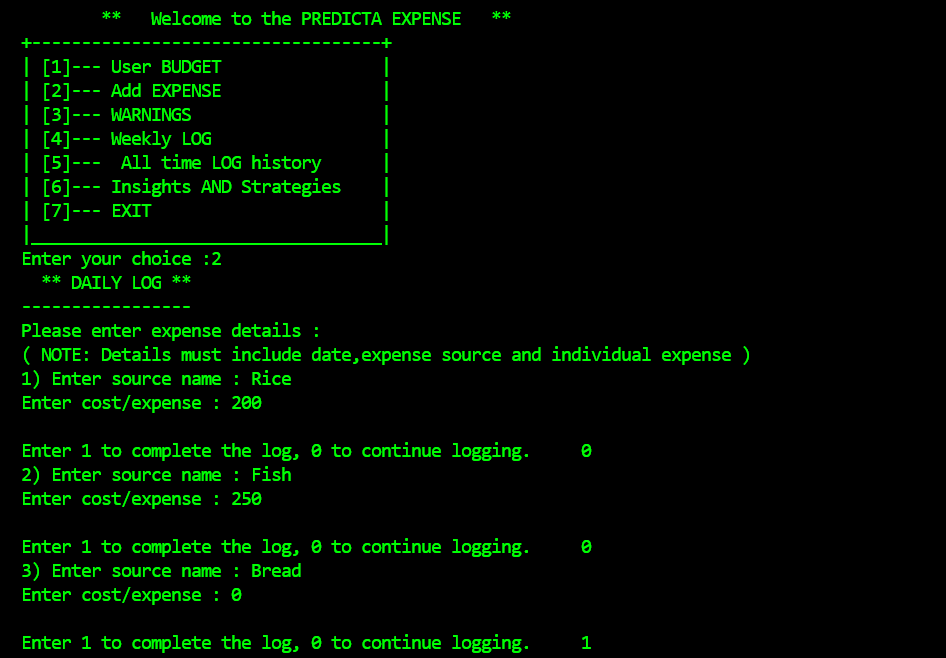 ** Welcome to the PREDICTA EXPENSE **
+-----------------------------------+
| [1]--- User BUDGET |
| [2]--- Add EXPENSE |
| [3]--- WARNINGS |
| [4]--- Weekly LOG |
| [5]--- All time LOG history |
| [6]--- Insights AND Strategies |
| [7]--- EXIT |
|___________________________________|
Enter your choice :2
** DAILY LOG **
-----------------
Please enter expense details :
( NOTE: Details must include date,expense source and individual expense )
1) Enter source name : Rice
Enter cost/expense : 200
Enter 1 to complete the log, 0 to continue logging. 0
2) Enter source name : Fish
Enter cost/expense : 250
Enter 1 to complete the log, 0 to continue logging. 0
3) Enter source name : Bread
Enter cost/expense : 0
Enter 1 to complete the log, 0 to continue logging. 1